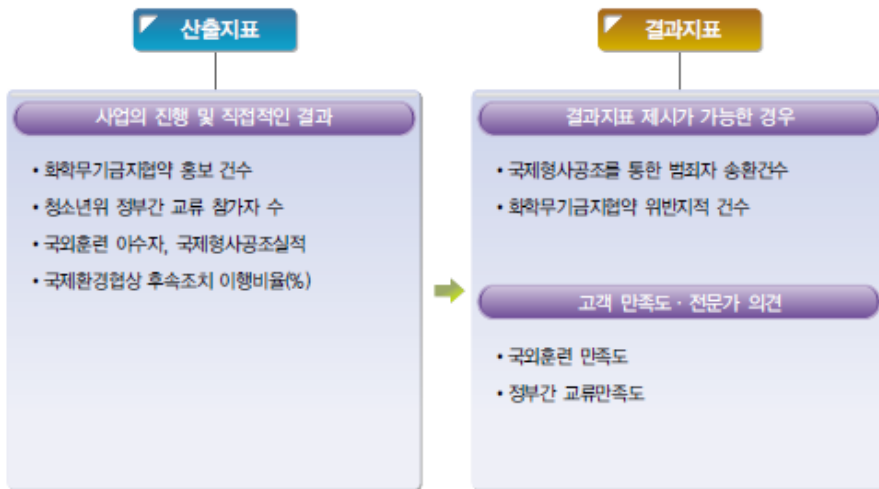 산출지표
사업의 진행 및 직접적인 결과
• 화학무기금지협약 홍보 건수
• 청소년위 정부간 교류 참가자 수
• 국외훈련 이수자, 국제형사공조실적
• 국제환경협상 후속조치 이행비율(%)
결과지표
결과지표 제시가 가능한 경우
• 국제형사공조를 통한 범죄자 송환건수
• 화학무기금지협약 위반지적 건수
고객 만족도 · 전문가 의견
• 국외훈련 만족도
• 정부간 교류만족도